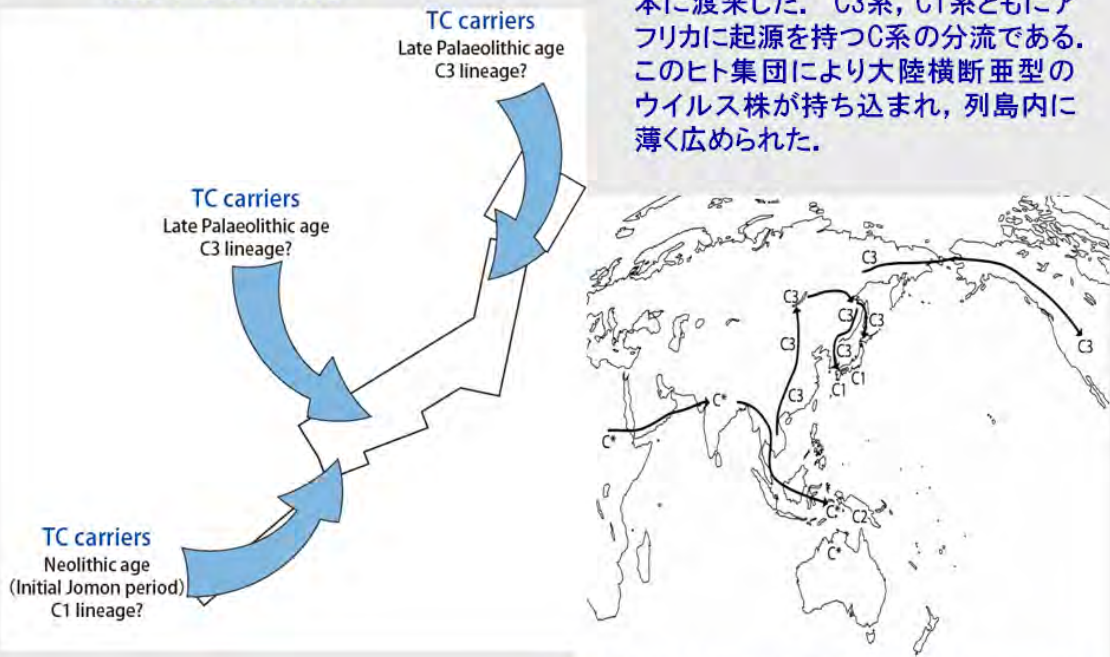 TC carriers
Late Palaeolithic age
C3 lineage?
TC carriers
Late Palaeolithic age
C3 lineage?
TC carriers
Neolithic age
(Initial Jomon period)
C1 lineage?
本に渡来した. C3系, C1系ともにア
フリカに起源を持つC系の分流である.
このヒト集団により大陸横断亜型の
ウイルス株が持ち込まれ, 列島内に
薄く広められた.
C3
C3
C3
C3
C3
C3
C3
C1
C1
C3
C*
C*
C*
C2
C*